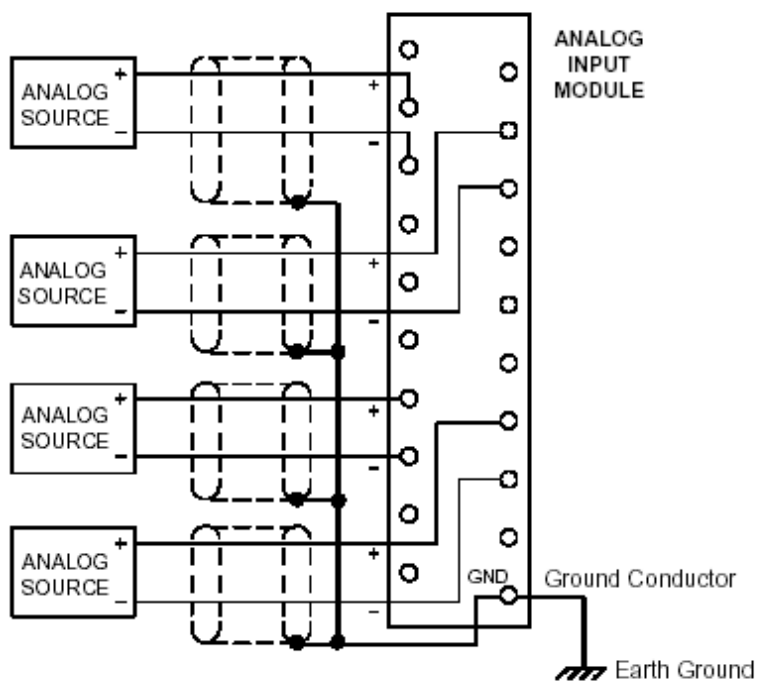 ANALOG
INPUT
MODULE
ANALOG
SOURCE
+
−
+
−
ANALOG
SOURCE
+
−
+
−
ANALOG
SOURCE
+
−
+
−
ANALOG
SOURCE
+
−
+
−
GND
Ground Conductor
Earth Ground